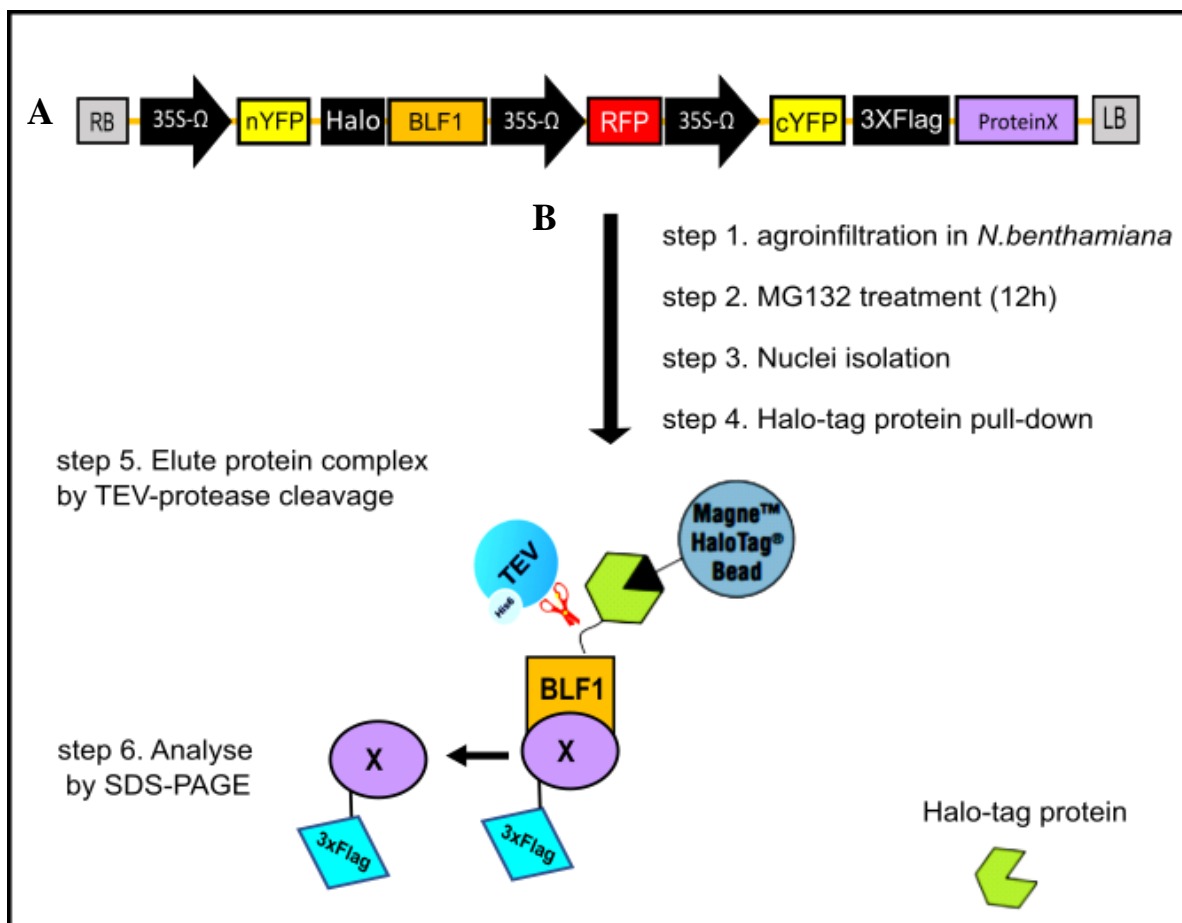 A
RB 35S-Ω nYFP Halo BLF1 35S-Ω RFP 35S-Ω cYFP 3XFlag ProteinX LB
B
step 1. agroinfiltration in N.benthamiana
step 2. MG132 treatment (12h)
step 3. Nuclei isolation
step 4. Halo-tag protein pull-down
step 5. Elute protein complex
by TEV-protease cleavage
Magne™
HaloTag®
Bead
TEV
His6
BLF1
X
X
step 6. Analyse
by SDS-PAGE
3xFlag
3xFlag
Halo-tag protein